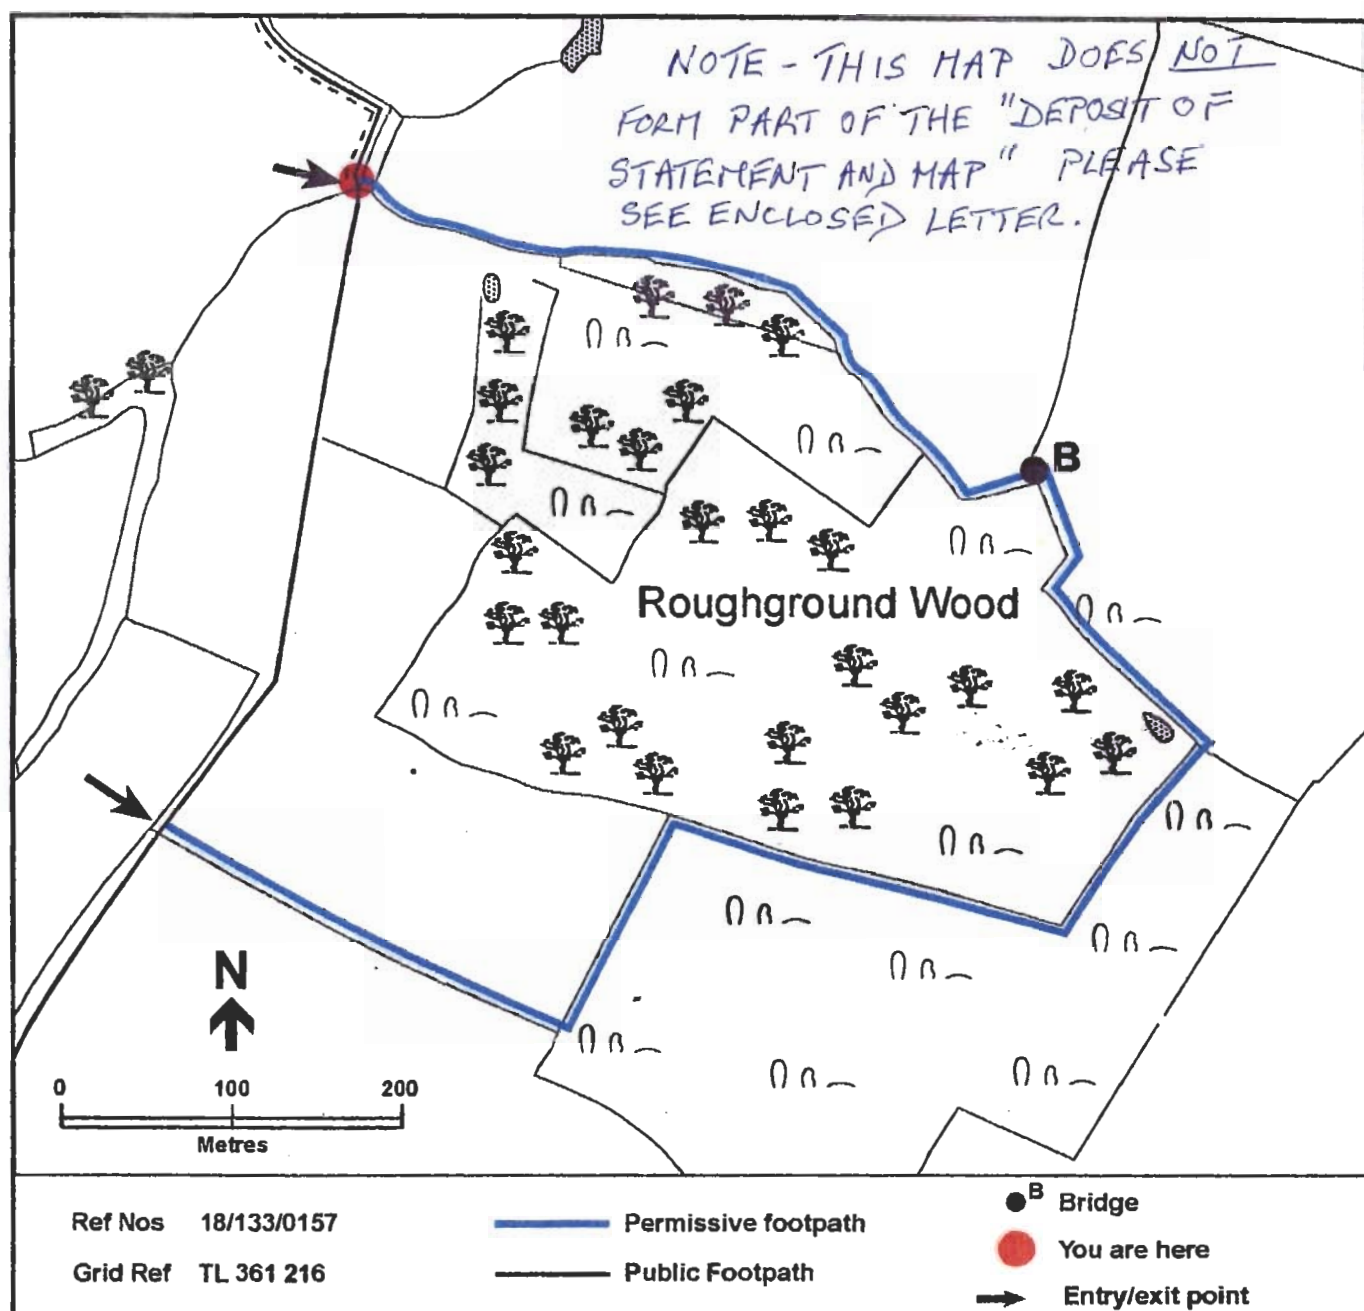 NOTE - THIS MAP DOES NOT
FORM PART OF THE "DEPOSIT OF
STATEMENT AND MAP" PLEASE
SEE ENCLOSED LETTER.
B
Roughground Wood
N
0 100 200
Metres
Ref Nos 18/133/0157
Grid Ref TL 361 216
Permissive footpath
Public Footpath
B Bridge
You are here
Entry/exit point